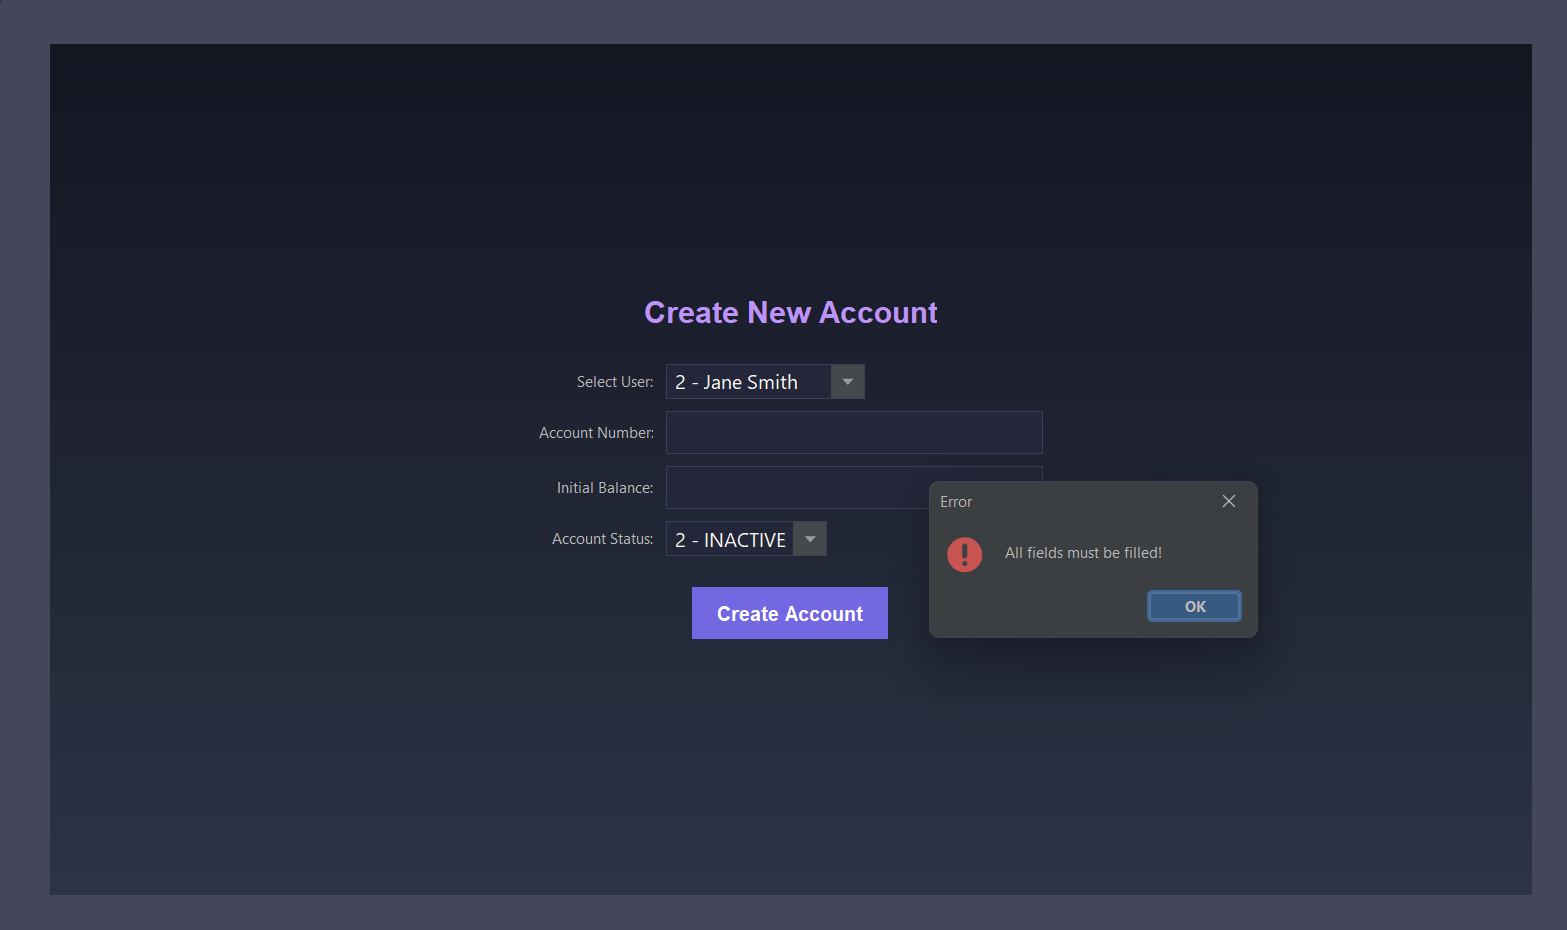 Create New Account
Select User: 2 - Jane Smith
Account Number:
Initial Balance:
Account Status: 2 - INACTIVE
Create Account
Error
All fields must be filled!
OK